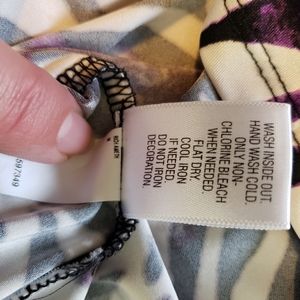 WASH INSIDE OUT.
HAND WASH COLD.
ONLY NON-
CHLORINE BLEACH
WHEN NEEDED
FLAT DRY
COOL IRON
IF NEEDED.
DO NOT IRON
DECORATION.